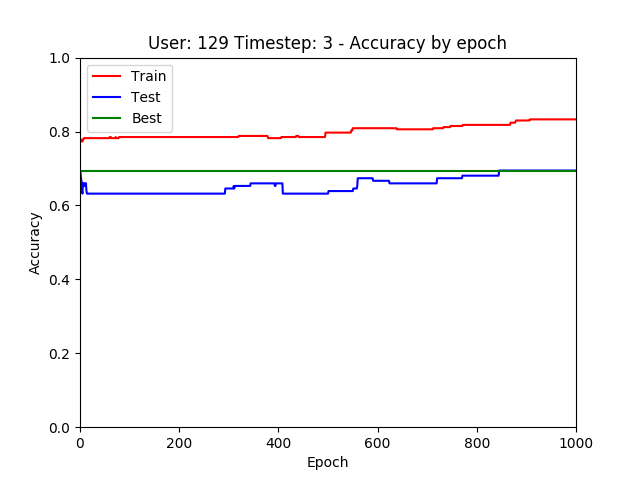 User: 129 Timestep: 3 - Accuracy by epoch
Train
Test
Best
Accuracy
1.0
0.8
0.6
0.4
0.2
0.0
0 200 400 600 800 1000
Epoch